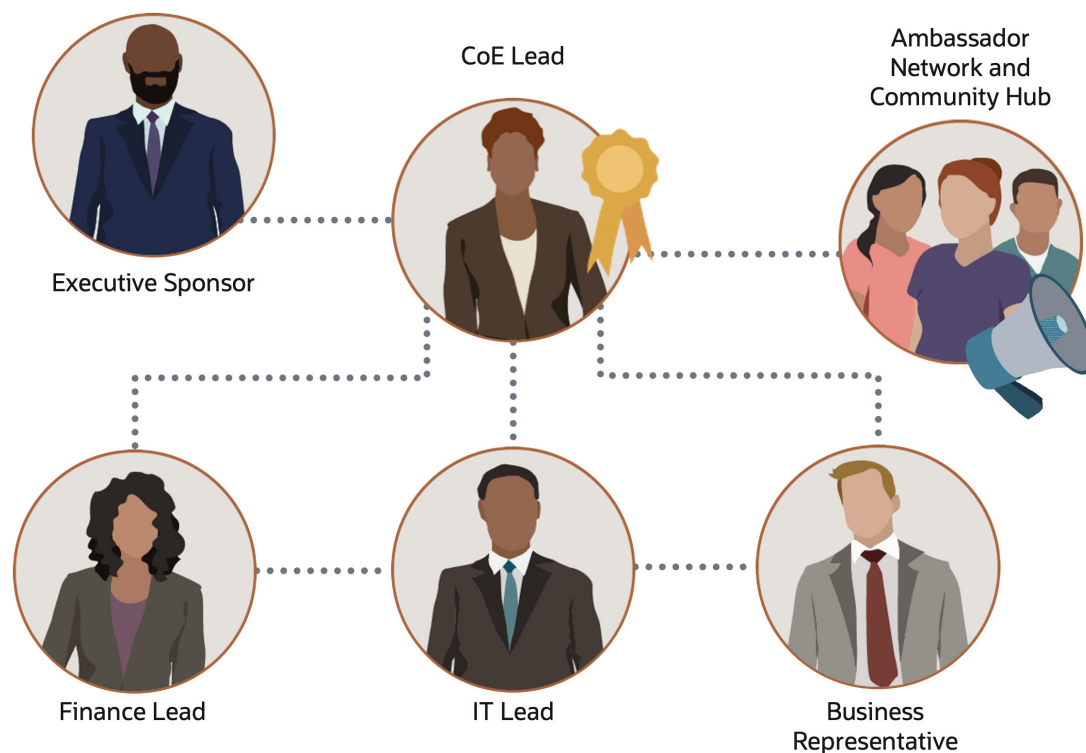 CoE Lead
Ambassador
Network and
Community Hub
Executive Sponsor
Finance Lead
IT Lead
Business
Representative